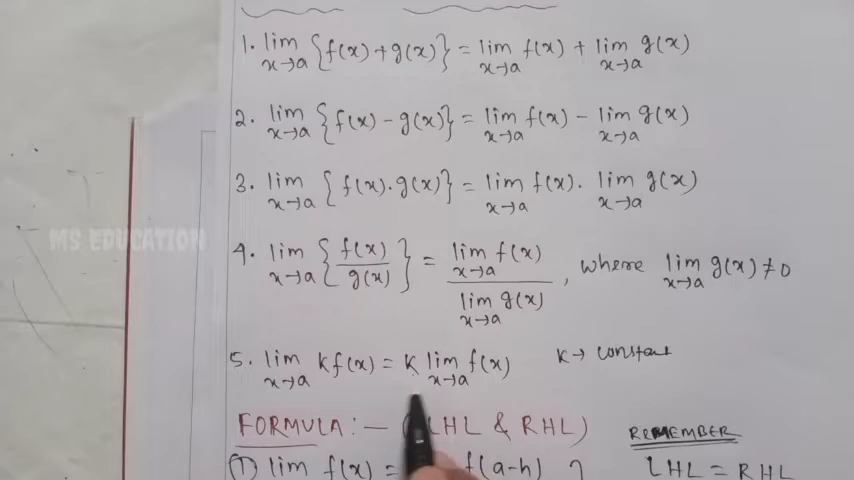 1. lim x→a {f(x) + g(x)} = lim x→a f(x) + lim x→a g(x)
2. lim x→a {f(x) - g(x)} = lim x→a f(x) - lim x→a g(x)
3. lim x→a {f(x) · g(x)} = lim x→a f(x) · lim x→a g(x)
MS EDUCATION
4. lim x→a {f(x)/g(x)} = lim x→a f(x) / lim x→a g(x), where lim x→a g(x) ≠ 0
5. lim x→a Kf(x) = K lim x→a f(x) K → constant
FORMULA :- LHL & RHL) REMEMBER
① lim f(x) = f(a-h) LHL = RHL